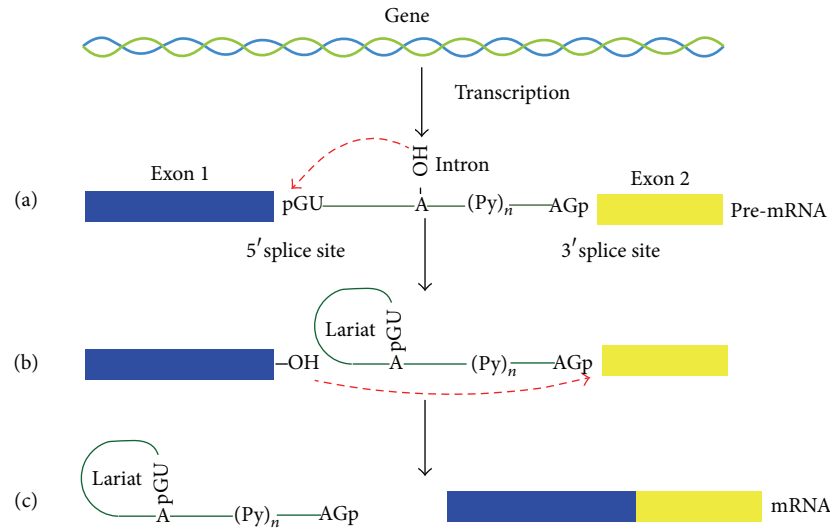 Gene
Transcription
OH
Intron
Exon 1
Exon 2
(a)
pGU
A
(Py)n
AGp
Pre-mRNA
5′ splice site
3′ splice site
Lariat
pGU
(b)
–OH
A
(Py)n
AGp
Lariat
pGU
(c)
A
(Py)n
AGp
mRNA